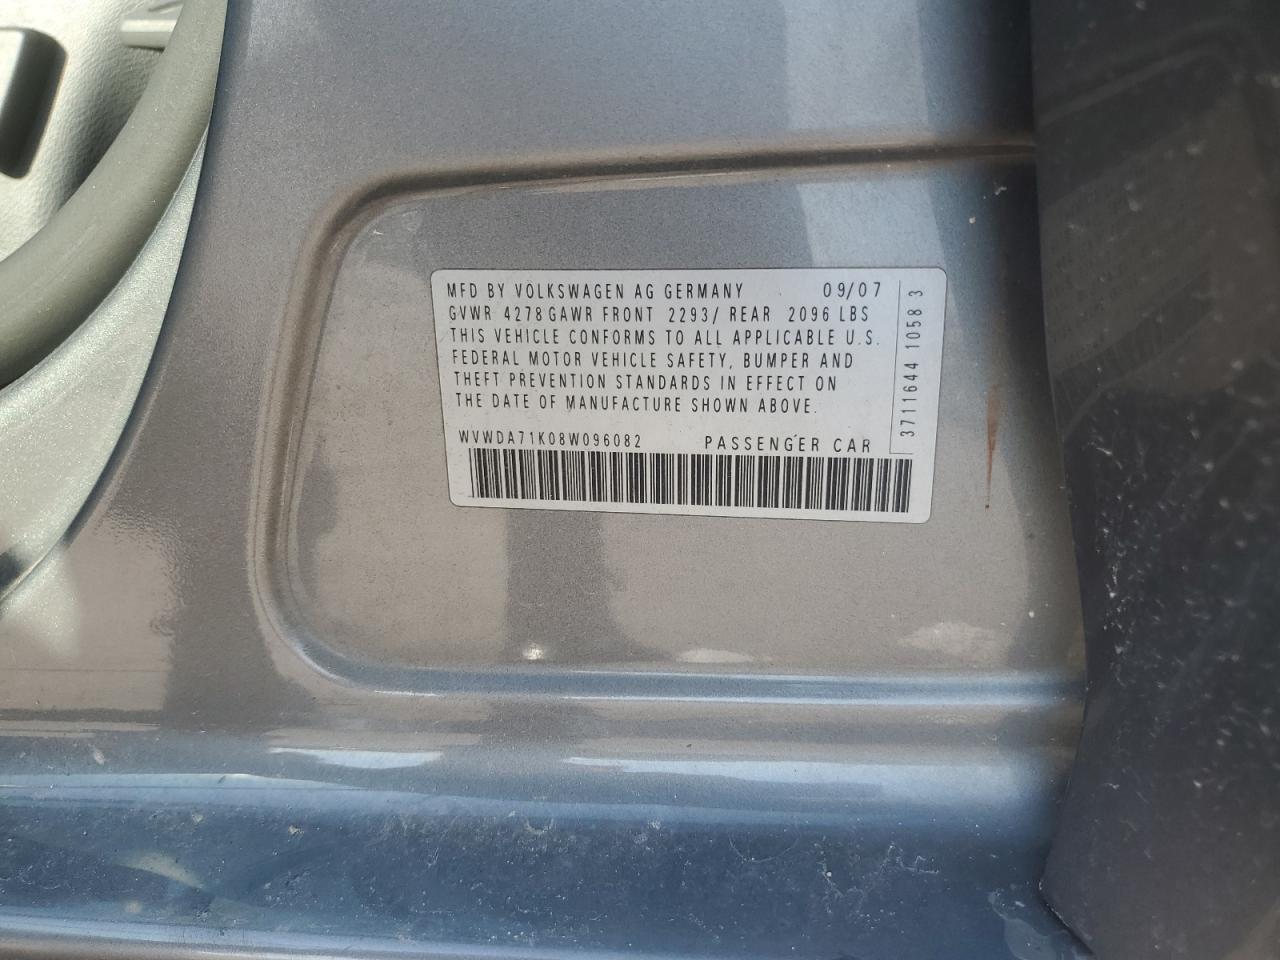 MFD BY VOLKSWAGEN AG GERMANY 09/07
GVWR 4278 GAWR FRONT 2293/ REAR 2096 LBS
THIS VEHICLE CONFORMS TO ALL APPLICABLE U.S.
FEDERAL MOTOR VEHICLE SAFETY, BUMPER AND
THEFT PREVENTION STANDARDS IN EFFECT ON
THE DATE OF MANUFACTURE SHOWN ABOVE.
WVWDA71K08W096082 PASSENGER CAR
3711644 1058 3